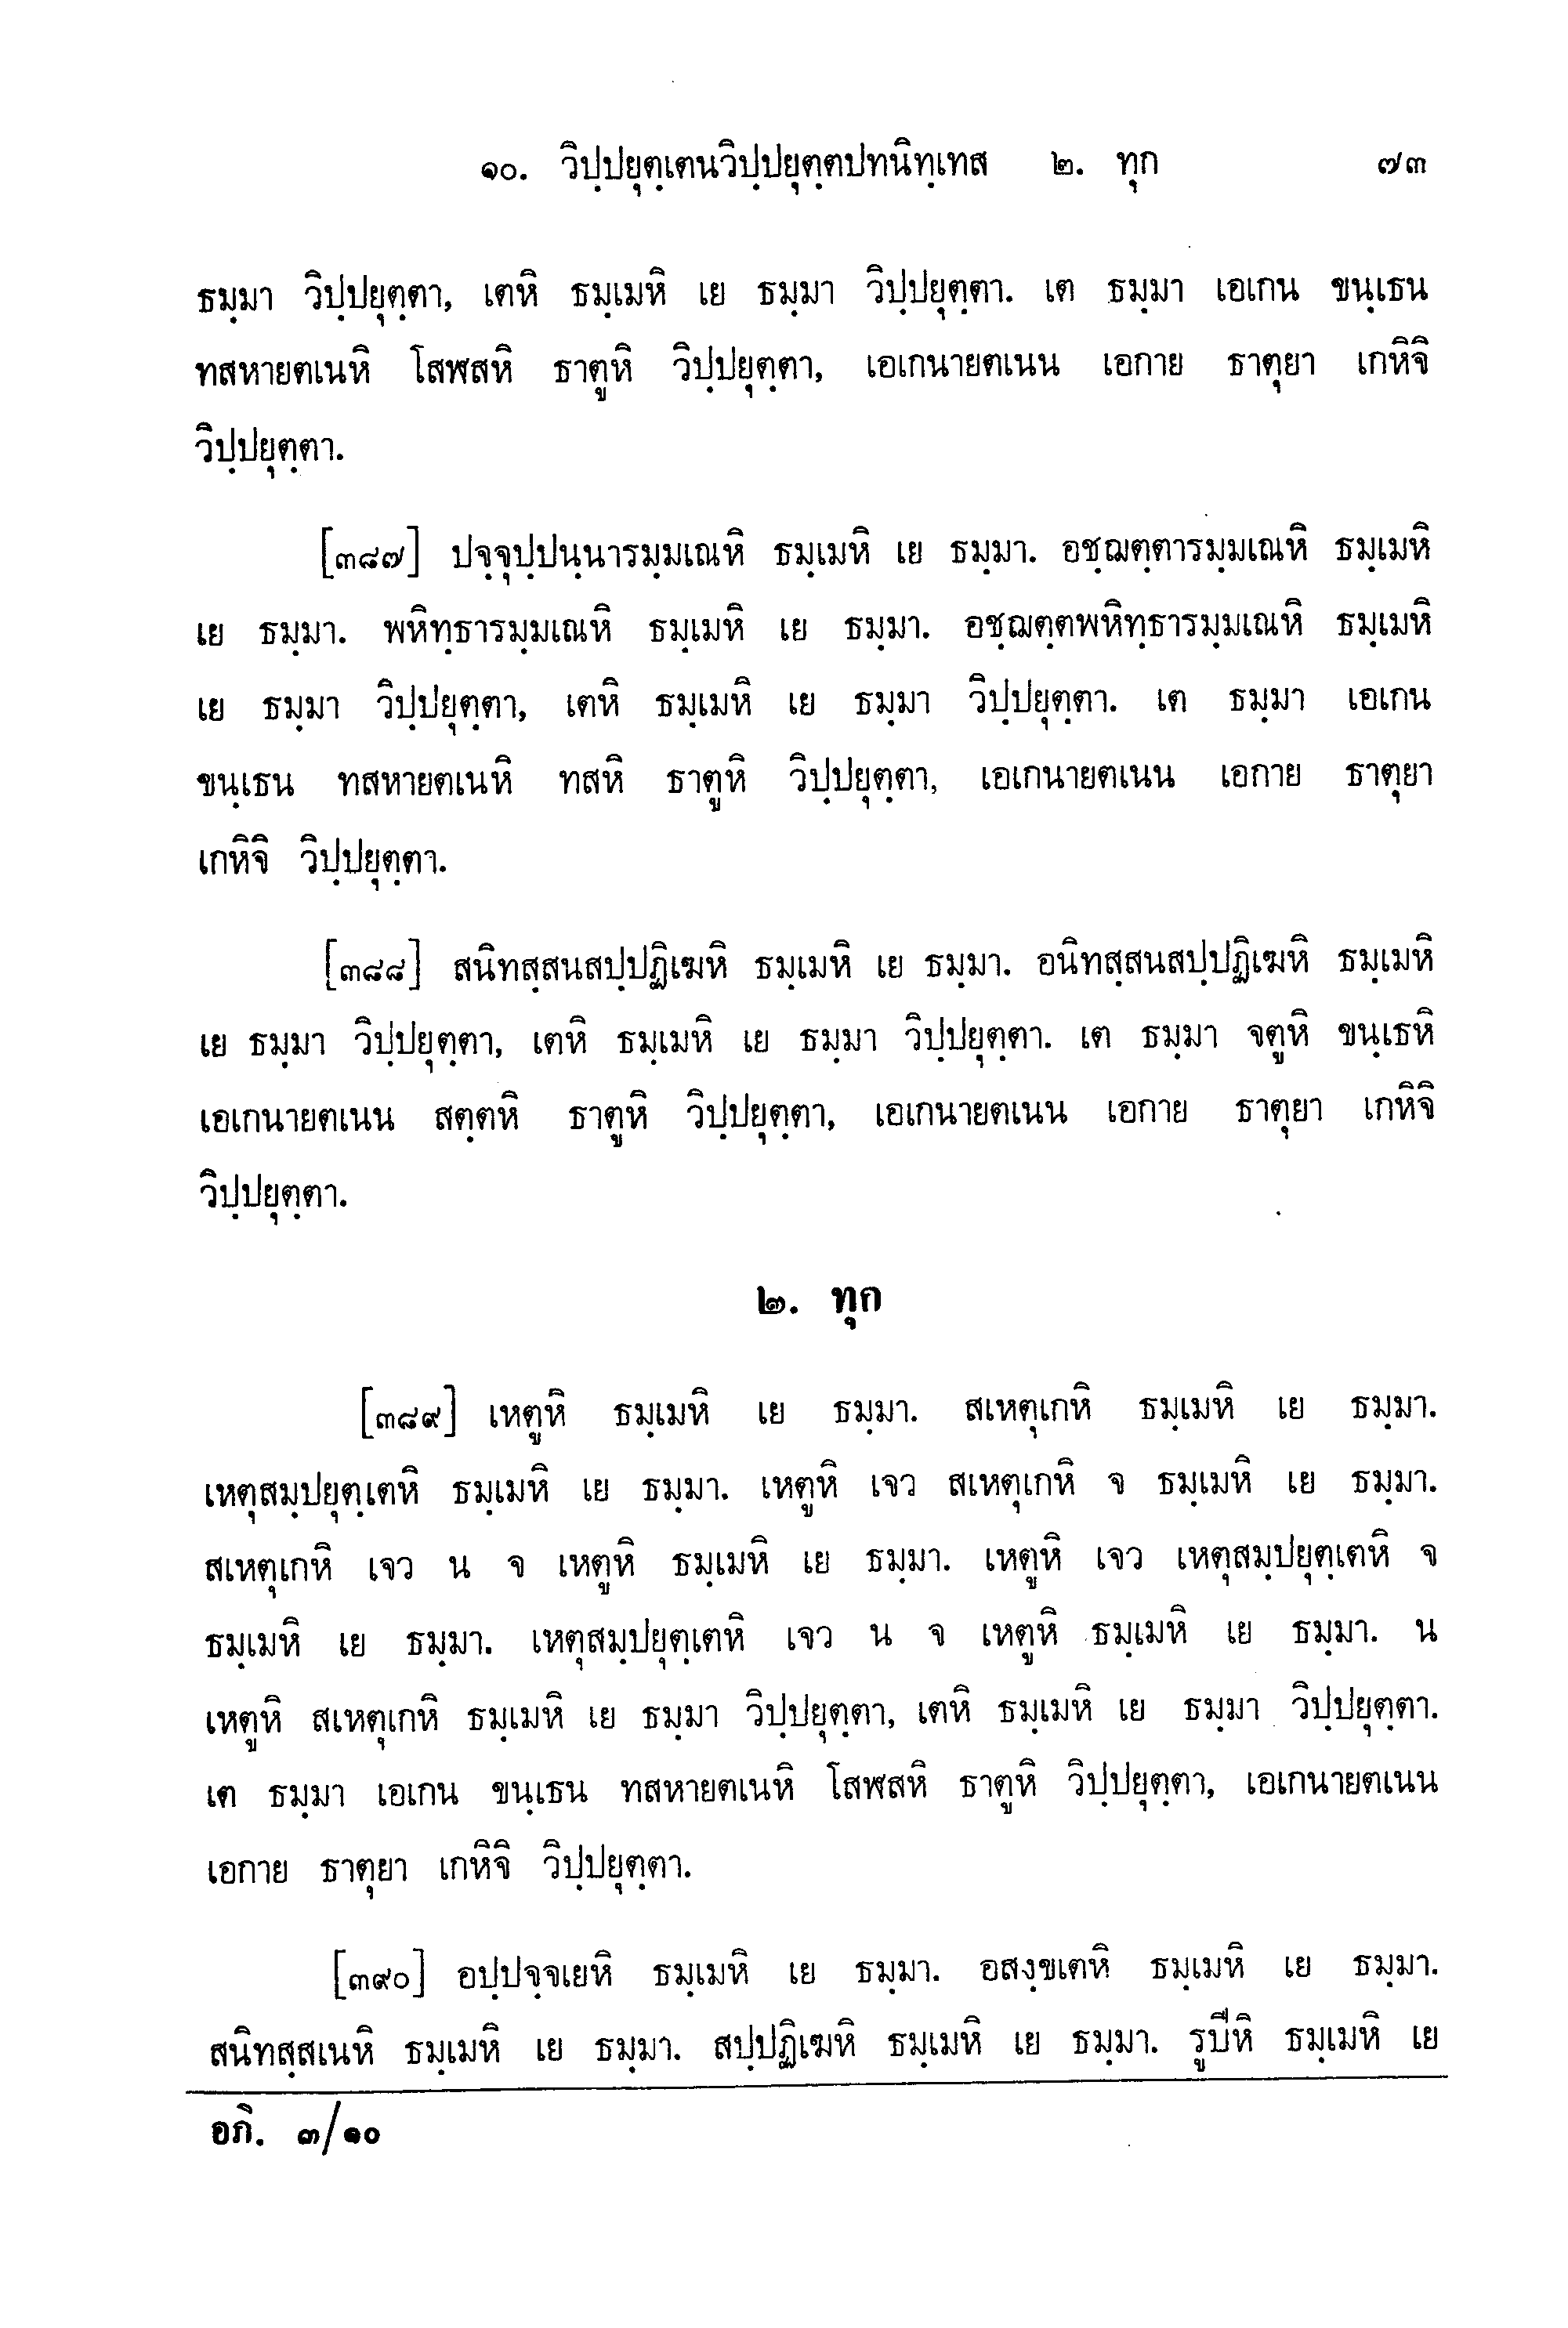 ๑๐. วิปฺปยุตฺเตนวิปฺปยุตฺตปทนิทฺเทส ๒. ทุก ๗๓
ธมฺมา วิปฺปยุตฺตา, เตหิ ธมฺเมหิ เย ธมฺมา วิปฺปยุตฺตา. เต ธมฺมา เอเกน ขนฺเธน
ทสหายตเนหิ โสฬสหิ ธาตูหิ วิปฺปยุตฺตา, เอเกนายตเนน เอกาย ธาตุยา เกหิจิ
วิปฺปยุตฺตา.
[๓๘๗] ปจฺจุปฺปนฺนารมฺมเณหิ ธมฺเมหิ เย ธมฺมา. อชฺฌตฺตารมฺมเณหิ ธมฺเมหิ
เย ธมฺมา. พหิทฺธารมฺมเณหิ ธมฺเมหิ เย ธมฺมา. อชฺฌตฺตพหิทฺธารมฺมเณหิ ธมฺเมหิ
เย ธมฺมา วิปฺปยุตฺตา, เตหิ ธมฺเมหิ เย ธมฺมา วิปฺปยุตฺตา. เต ธมฺมา เอเกน
ขนฺเธน ทสหายตเนหิ ทสหิ ธาตูหิ วิปฺปยุตฺตา, เอเกนายตเนน เอกาย ธาตุยา
เกหิจิ วิปฺปยุตฺตา.
[๓๘๘] สนิทสฺสนสปฺปฏิเฆหิ ธมฺเมหิ เย ธมฺมา. อนิทสฺสนสปฺปฏิเฆหิ ธมฺเมหิ
เย ธมฺมา วิปฺปยุตฺตา, เตหิ ธมฺเมหิ เย ธมฺมา วิปฺปยุตฺตา. เต ธมฺมา จตูหิ ขนฺเธหิ
เอเกนายตเนน สตฺตหิ ธาตูหิ วิปฺปยุตฺตา, เอเกนายตเนน เอกาย ธาตุยา เกหิจิ
วิปฺปยุตฺตา.
๒. ทุก
[๓๘๙] เหตูหิ ธมฺเมหิ เย ธมฺมา. สเหตุเกหิ ธมฺเมหิ เย ธมฺมา.
เหตุสมฺปยุตฺเตหิ ธมฺเมหิ เย ธมฺมา. เหตูหิ เจว สเหตุเกหิ จ ธมฺเมหิ เย ธมฺมา.
สเหตุเกหิ เจว น จ เหตูหิ ธมฺเมหิ เย ธมฺมา. เหตูหิ เจว เหตุสมฺปยุตฺเตหิ จ
ธมฺเมหิ เย ธมฺมา. เหตุสมฺปยุตฺเตหิ เจว น จ เหตูหิ ธมฺเมหิ เย ธมฺมา. น
เหตูหิ สเหตุเกหิ ธมฺเมหิ เย ธมฺมา วิปฺปยุตฺตา, เตหิ ธมฺเมหิ เย ธมฺมา วิปฺปยุตฺตา.
เต ธมฺมา เอเกน ขนฺเธน ทสหายตเนหิ โสฬสหิ ธาตูหิ วิปฺปยุตฺตา, เอเกนายตเนน
เอกาย ธาตุยา เกหิจิ วิปฺปยุตฺตา.
[๓๙๐] อปฺปจฺจเยหิ ธมฺเมหิ เย ธมฺมา. อสงฺขเตหิ ธมฺเมหิ เย ธมฺมา.
สนิทสฺสเนหิ ธมฺเมหิ เย ธมฺมา. สปฺปฏิเฆหิ ธมฺเมหิ เย ธมฺมา. รูปีหิ ธมฺเมหิ เย
อภิ. ๓/๑๐